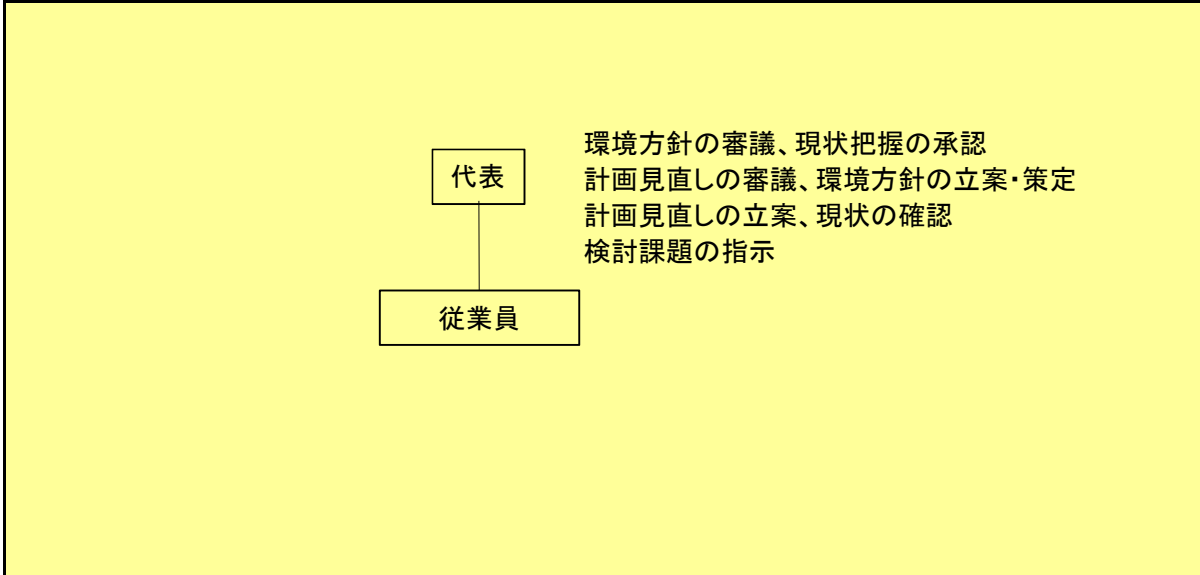 代表
環境方針の審議、現状把握の承認
計画見直しの審議、環境方針の立案・策定
計画見直しの立案、現状の確認
検討課題の指示
従業員